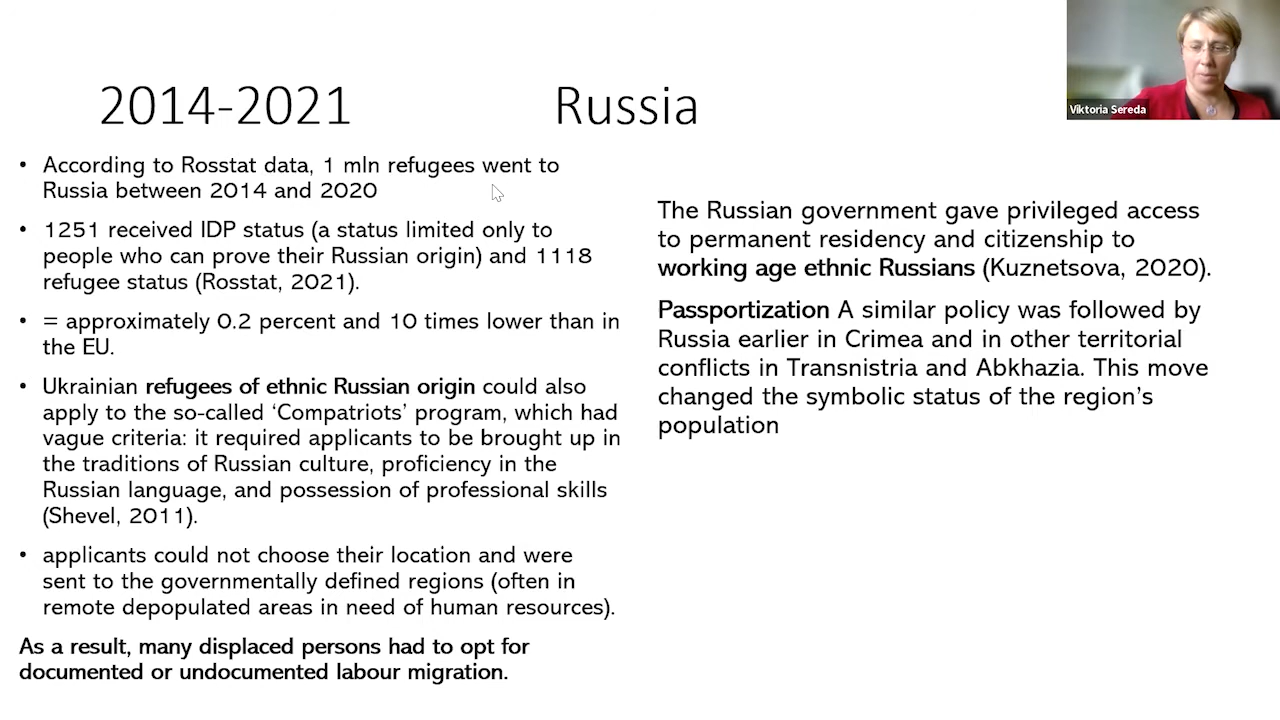 2014-2021 Russia
• According to Rosstat data, 1 mln refugees went to
Russia between 2014 and 2020
• 1251 received IDP status (a status limited only to
people who can prove their Russian origin) and 1118
refugee status (Rosstat, 2021).
• = approximately 0.2 percent and 10 times lower than in
the EU.
• Ukrainian refugees of ethnic Russian origin could also
apply to the so-called ‘Compatriots’ program, which had
vague criteria: it required applicants to be brought up in
the traditions of Russian culture, proficiency in the
Russian language, and possession of professional skills
(Shevel, 2011).
• applicants could not choose their location and were
sent to the governmentally defined regions (often in
remote depopulated areas in need of human resources).
As a result, many displaced persons had to opt for
documented or undocumented labour migration.
The Russian government gave privileged access
to permanent residency and citizenship to
working age ethnic Russians (Kuznetsova, 2020).
Passportization A similar policy was followed by
Russia earlier in Crimea and in other territorial
conflicts in Transnistria and Abkhazia. This move
changed the symbolic status of the region’s
population
Viktoria Sereda